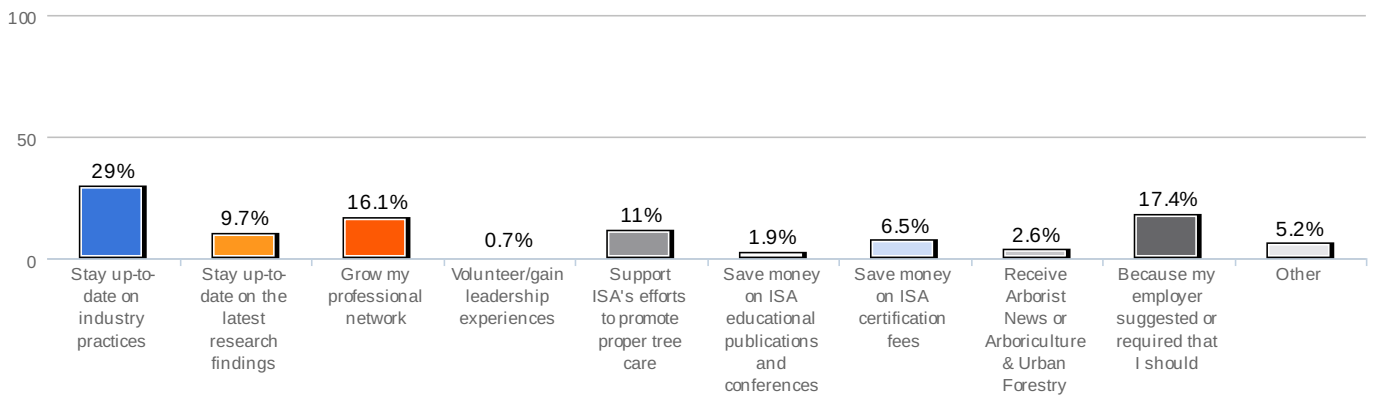 100
50
0
29%
9.7%
16.1%
0.7%
11%
1.9%
6.5%
2.6%
17.4%
5.2%
Stay up-to-
date on
industry
practices
Stay up-to-
date on the
latest
research
findings
Grow my
professional
network
Volunteer/gain
leadership
experiences
Support
ISA's efforts
to promote
proper tree
care
Save money
on ISA
educational
publications
and
conferences
Save money
on ISA
certification
fees
Receive
Arborist
News or
Arboriculture
& Urban
Forestry
Because my
employer
suggested or
required that
I should
Other